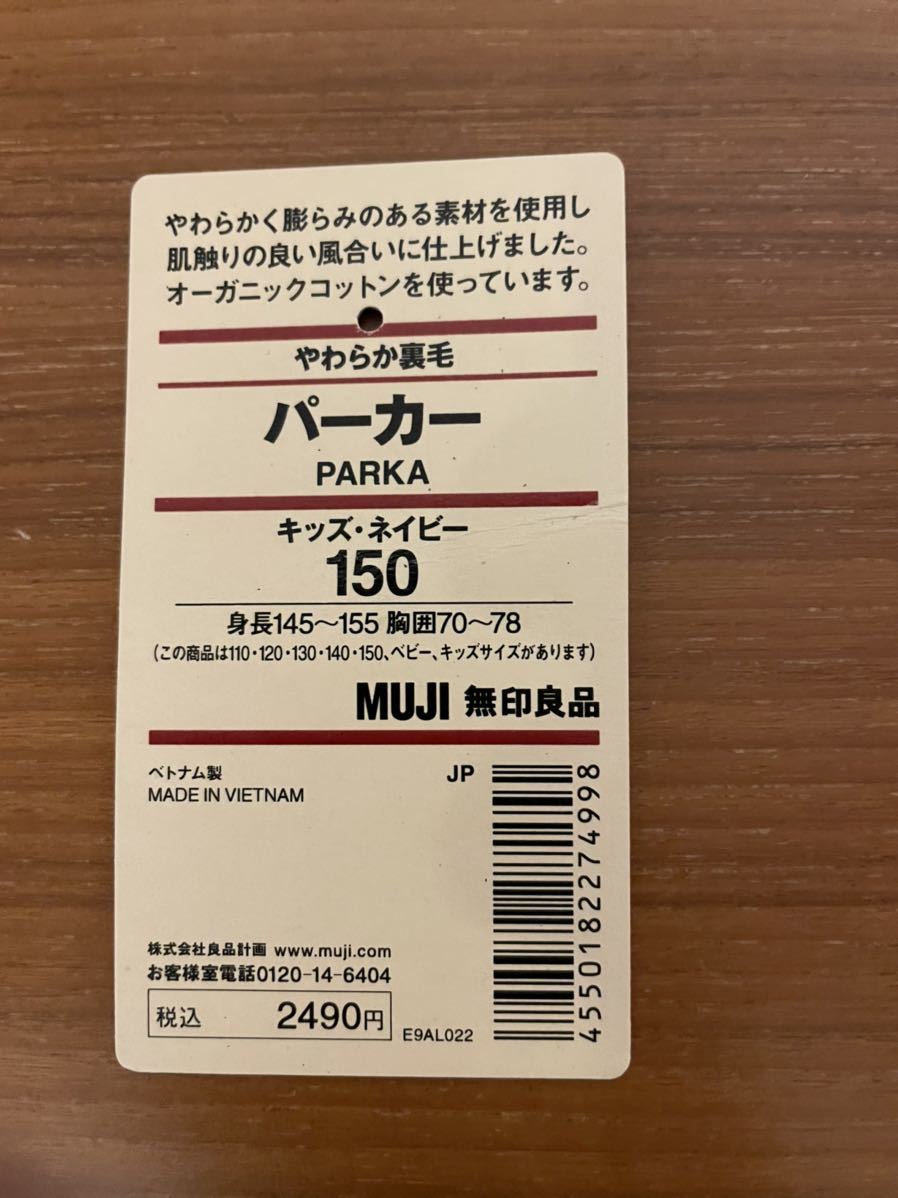 やわらかく膨らみのある素材を使用し
肌触りの良い風合いに仕上げました。
オーガニックコットンを使っています。
やわらか裏毛
パーカー
PARKA
キッズ・ネイビー
150
身長145～155 胸囲70～78
(この商品は110・120・130・140・150、ベビー、キッズサイズがあります)
MUJI 無印良品
ベトナム製
MADE IN VIETNAM
JP
4550182274998
株式会社良品計画 www.muji.com
お客様室電話0120-14-6404
税込 2490円
E9AL022